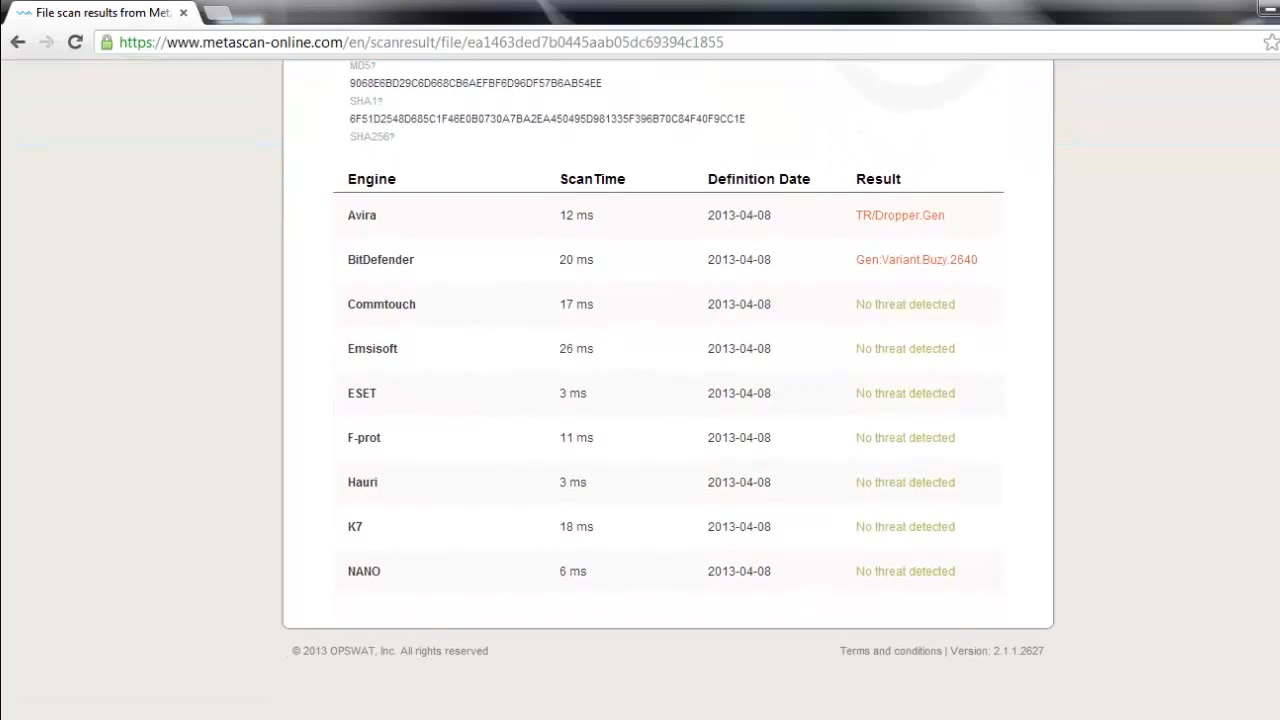 File scan results from Met
https://www.metascan-online.com/en/scanresult/file/ea1463ded7b0445aab05dc69394c1855
MD5?
9068E6BD29C6D668CB6AEFBF6D96DF57B6AB54EE
SHA1?
6F51D2548D685C1F46E0B0730A7BA2EA450495D981335F396B70C84F40F9CC1E
SHA256?
Engine ScanTime Definition Date Result
Avira 12 ms 2013-04-08 TR/Dropper.Gen
BitDefender 20 ms 2013-04-08 Gen:Variant.Buzy.2640
Commtouch 17 ms 2013-04-08 No threat detected
Emsisoft 26 ms 2013-04-08 No threat detected
ESET 3 ms 2013-04-08 No threat detected
F-prot 11 ms 2013-04-08 No threat detected
Hauri 3 ms 2013-04-08 No threat detected
K7 18 ms 2013-04-08 No threat detected
NANO 6 ms 2013-04-08 No threat detected
© 2013 OPSWAT, Inc. All rights reserved Terms and conditions | Version: 2.1.1.2627